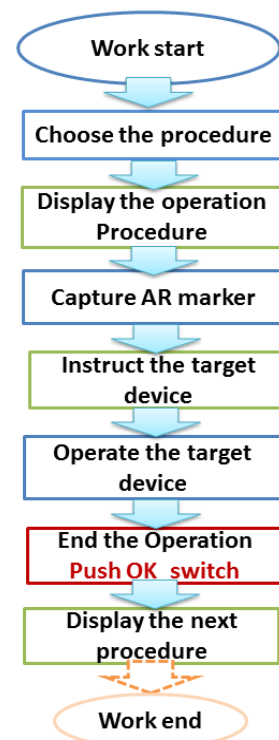 Work start
Choose the procedure
Display the operation
Procedure
Capture AR marker
Instruct the target
device
Operate the target
device
End the Operation
Push OK switch
Display the next
procedure
Work end